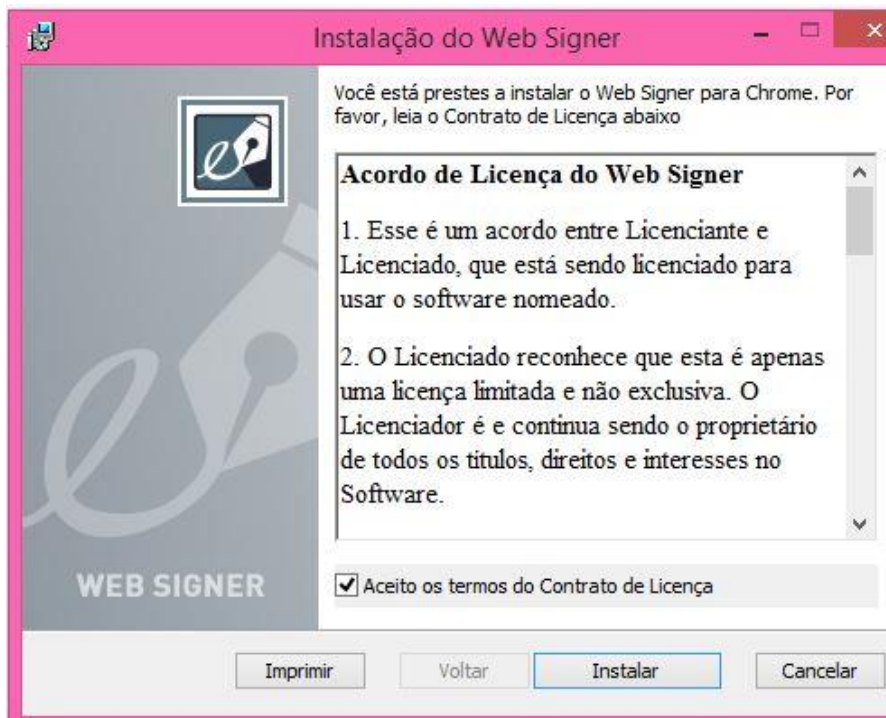 Instalação do Web Signer
Você está prestes a instalar o Web Signer para Chrome. Por
favor, leia o Contrato de Licença abaixo
Acordo de Licença do Web Signer
1. Esse é um acordo entre Licenciante e
Licenciado, que está sendo licenciado para
usar o software nomeado.
2. O Licenciado reconhece que esta é apenas
uma licença limitada e não exclusiva. O
Licenciador é e continua sendo o proprietário
de todos os titulos, direitos e interesses no
Software.
WEB SIGNER
Aceito os termos do Contrato de Licença
Imprimir
Voltar
Instalar
Cancelar